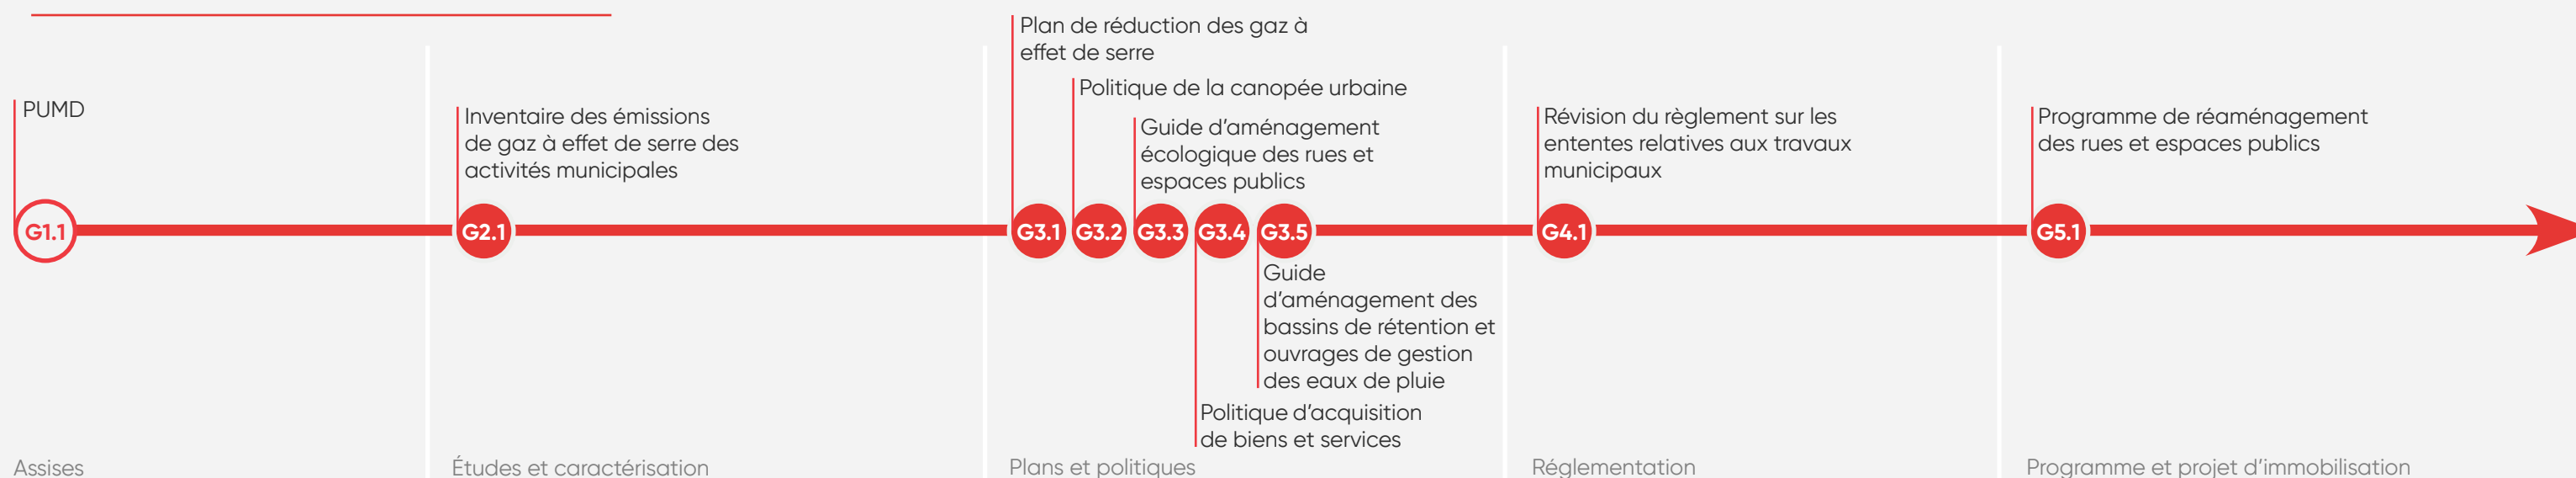 PUMD
G1.1
Assises
Inventaire des émissions
de gaz à effet de serre des
activités municipales
G2.1
Études et caractérisation
Plan de réduction des gaz à
effet de serre
Politique de la canopée urbaine
Guide d’aménagement
écologique des rues et
espaces publics
G3.1
G3.2
G3.3
G3.4
G3.5
Guide
d’aménagement des
bassins de rétention et
ouvrages de gestion
des eaux de pluie
Politique d’acquisition
de biens et services
Plans et politiques
Révision du règlement sur les
ententes relatives aux travaux
municipaux
G4.1
Réglementation
Programme de réaménagement
des rues et espaces publics
G5.1
Programme et projet d’immobilisation